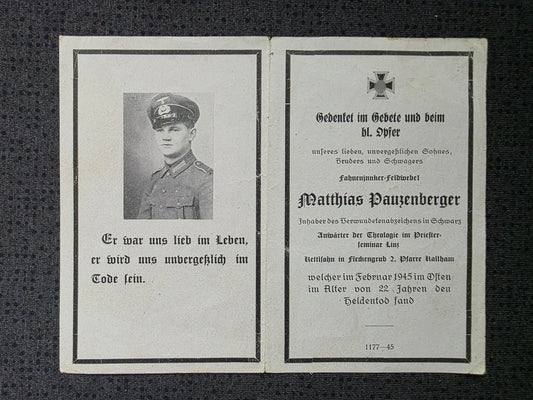 Er war uns lieb im Leben,
er wird uns unvergeßlich im
Tode sein.
Gedenket im Gebete und beim
hl. Opfer
unseres lieben, unvergeßlichen Sohnes,
Bruders und Schwagers
Fahnenjunker-Feldwebel
Matthias Pauzenberger
Inhaber des Verwundetenabzeichens in Schwarz
Anwärter der Theologie im Priester-
seminar Linz
Rettlsohn in Fleckengrub 2, Pfarre Kallham
welcher im Februar 1945 im Osten
im Alter von 22 Jahren den
Heldentod fand
1177—45